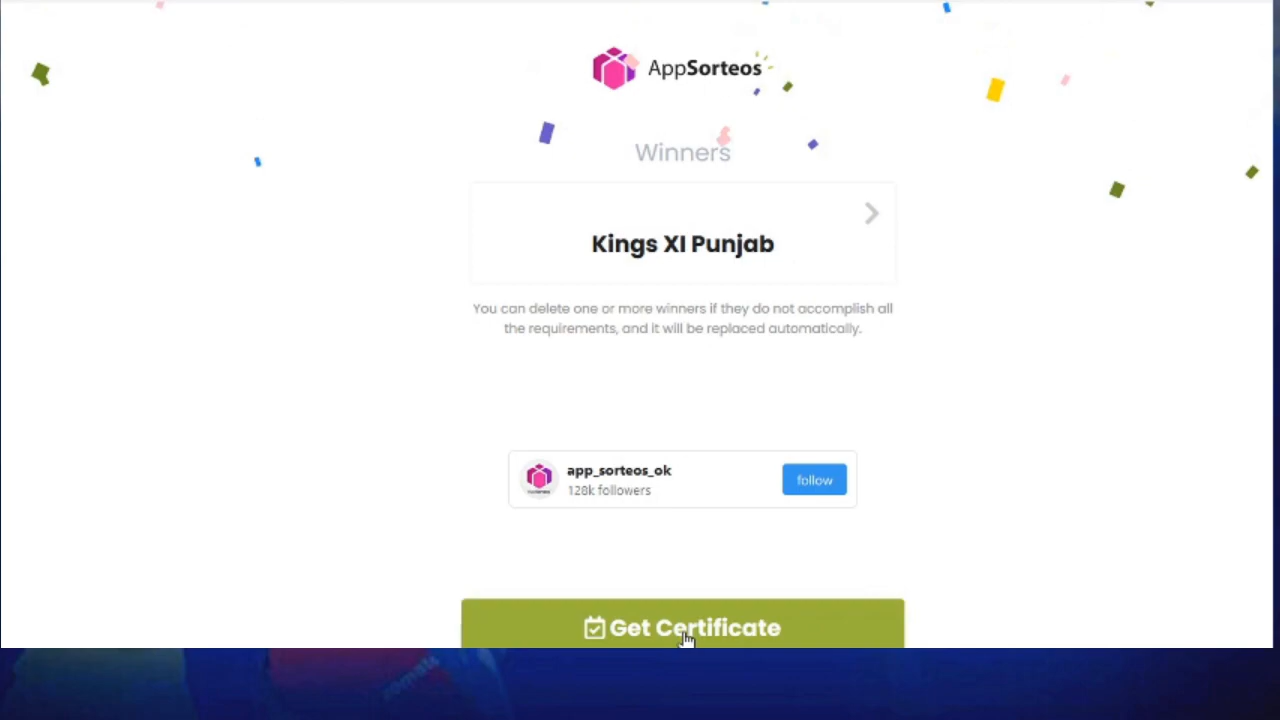 AppSorteos
Winners
Kings XI Punjab
You can delete one or more winners if they do not accomplish all
the requirements, and it will be replaced automatically.
app_sorteos_ok
128k followers
follow
Get Certificate